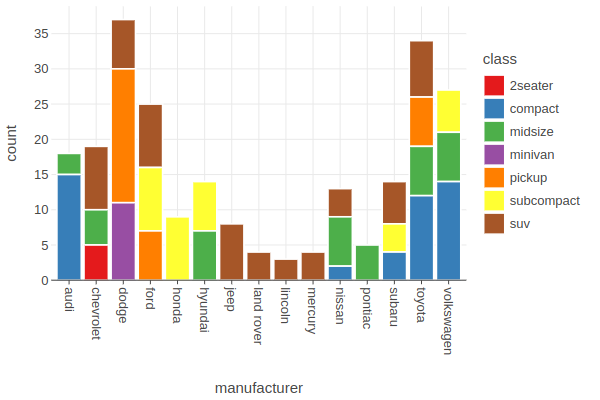 count
35
30
25
20
15
10
5
0
audi
chevrolet
dodge
ford
honda
hyundai
jeep
land rover
lincoln
mercury
nissan
pontiac
subaru
toyota
volkswagen
manufacturer
class
2seater
compact
midsize
minivan
pickup
subcompact
suv